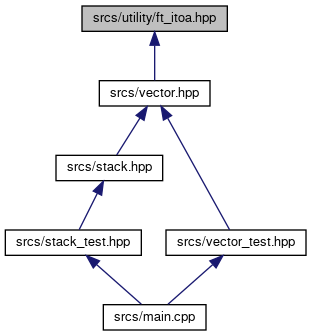 srcs/utility/ft_itoa.hpp
srcs/vector.hpp
srcs/stack.hpp
srcs/stack_test.hpp
srcs/vector_test.hpp
srcs/main.cpp